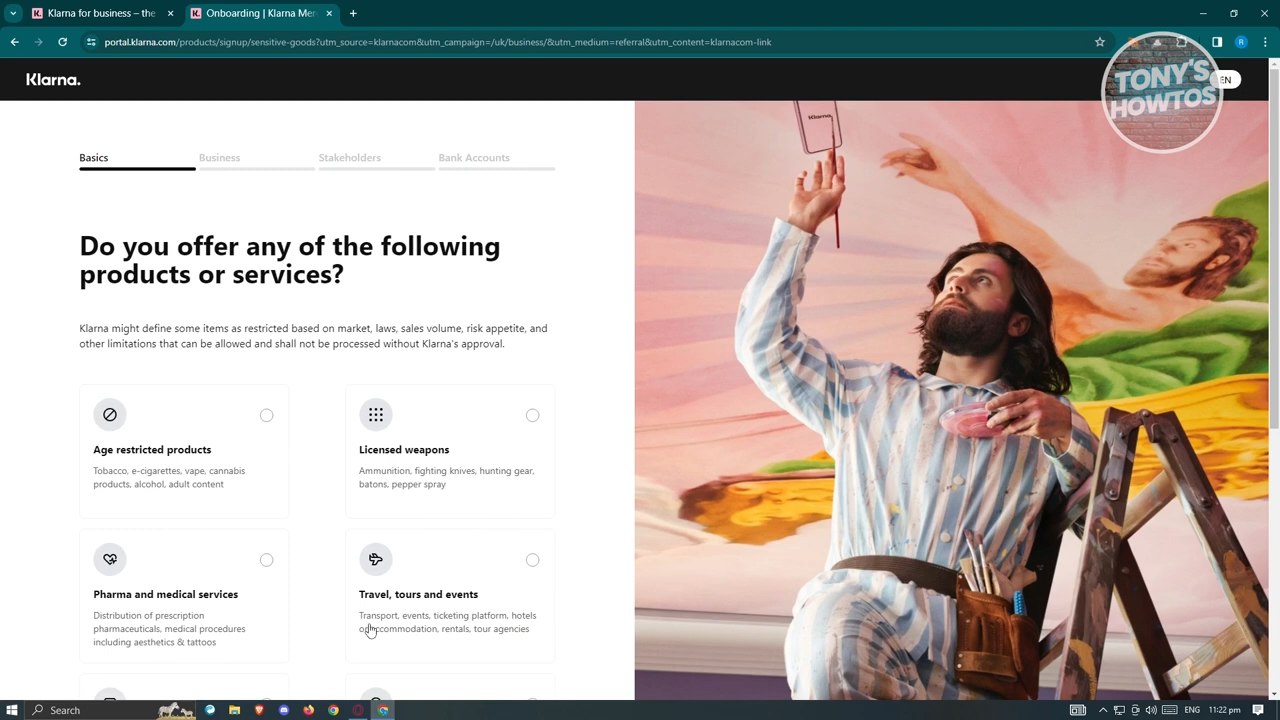 Klarna for business – the
Onboarding | Klarna Mer
portal.klarna.com/products/signup/sensitive-goods?utm_source=klarnacom&utm_campaign=/uk/business/&utm_medium=referral&utm_content=klarnacom-link
R
Klarna.
EN
TONY'S
HOWTOS
Klarna.
Basics
Business
Stakeholders
Bank Accounts
Do you offer any of the following
products or services?
Klarna might define some items as restricted based on market, laws, sales volume, risk appetite, and
other limitations that can be allowed and shall not be processed without Klarna's approval.
Age restricted products
Tobacco, e-cigarettes, vape, cannabis
products, alcohol, adult content
Licensed weapons
Ammunition, fighting knives, hunting gear,
batons, pepper spray
Pharma and medical services
Distribution of prescription
pharmaceuticals, medical procedures
including aesthetics & tattoos
Travel, tours and events
Transport, events, ticketing platform, hotels
accommodation, rentals, tour agencies
Search
ENG
11:22 pm